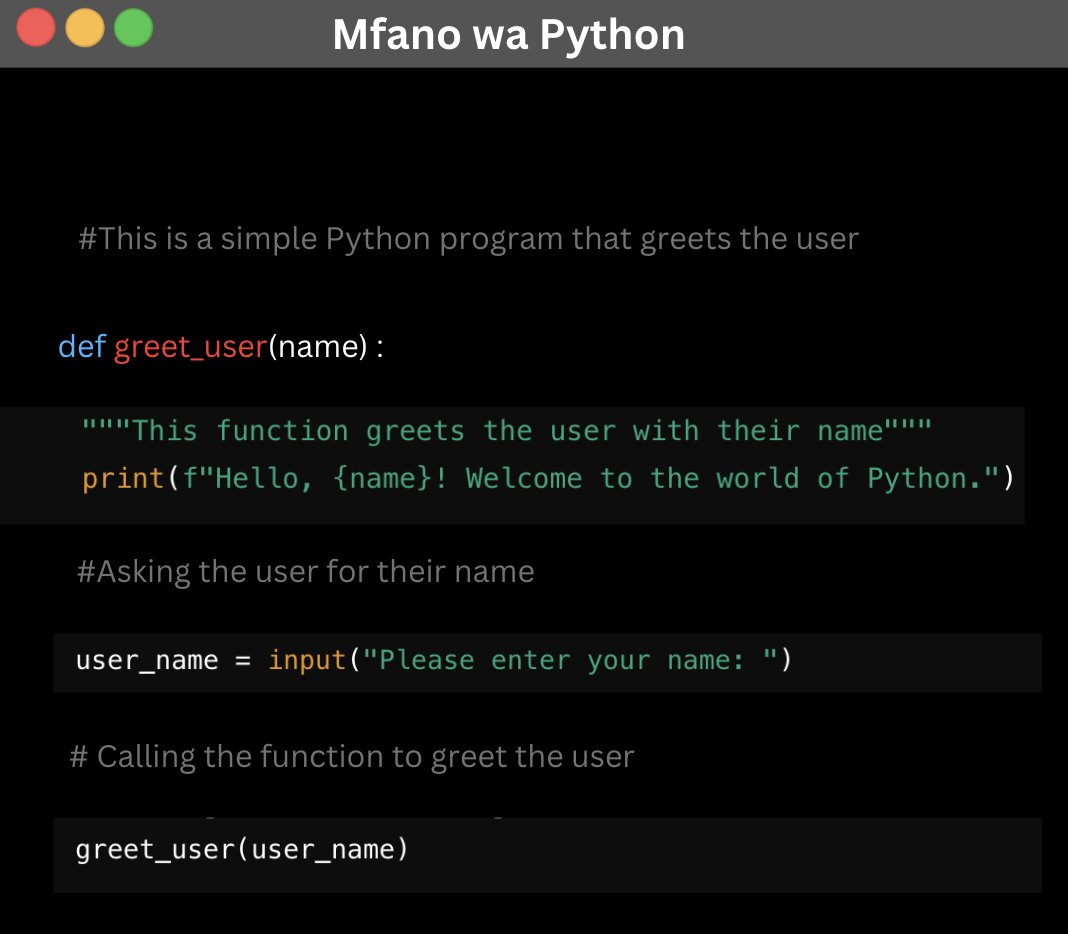 Mfano wa Python
#This is a simple Python program that greets the user
def greet_user(name) :
"""This function greets the user with their name"""
print(f"Hello, {name}! Welcome to the world of Python.")
#Asking the user for their name
user_name = input("Please enter your name: ")
# Calling the function to greet the user
greet_user(user_name)